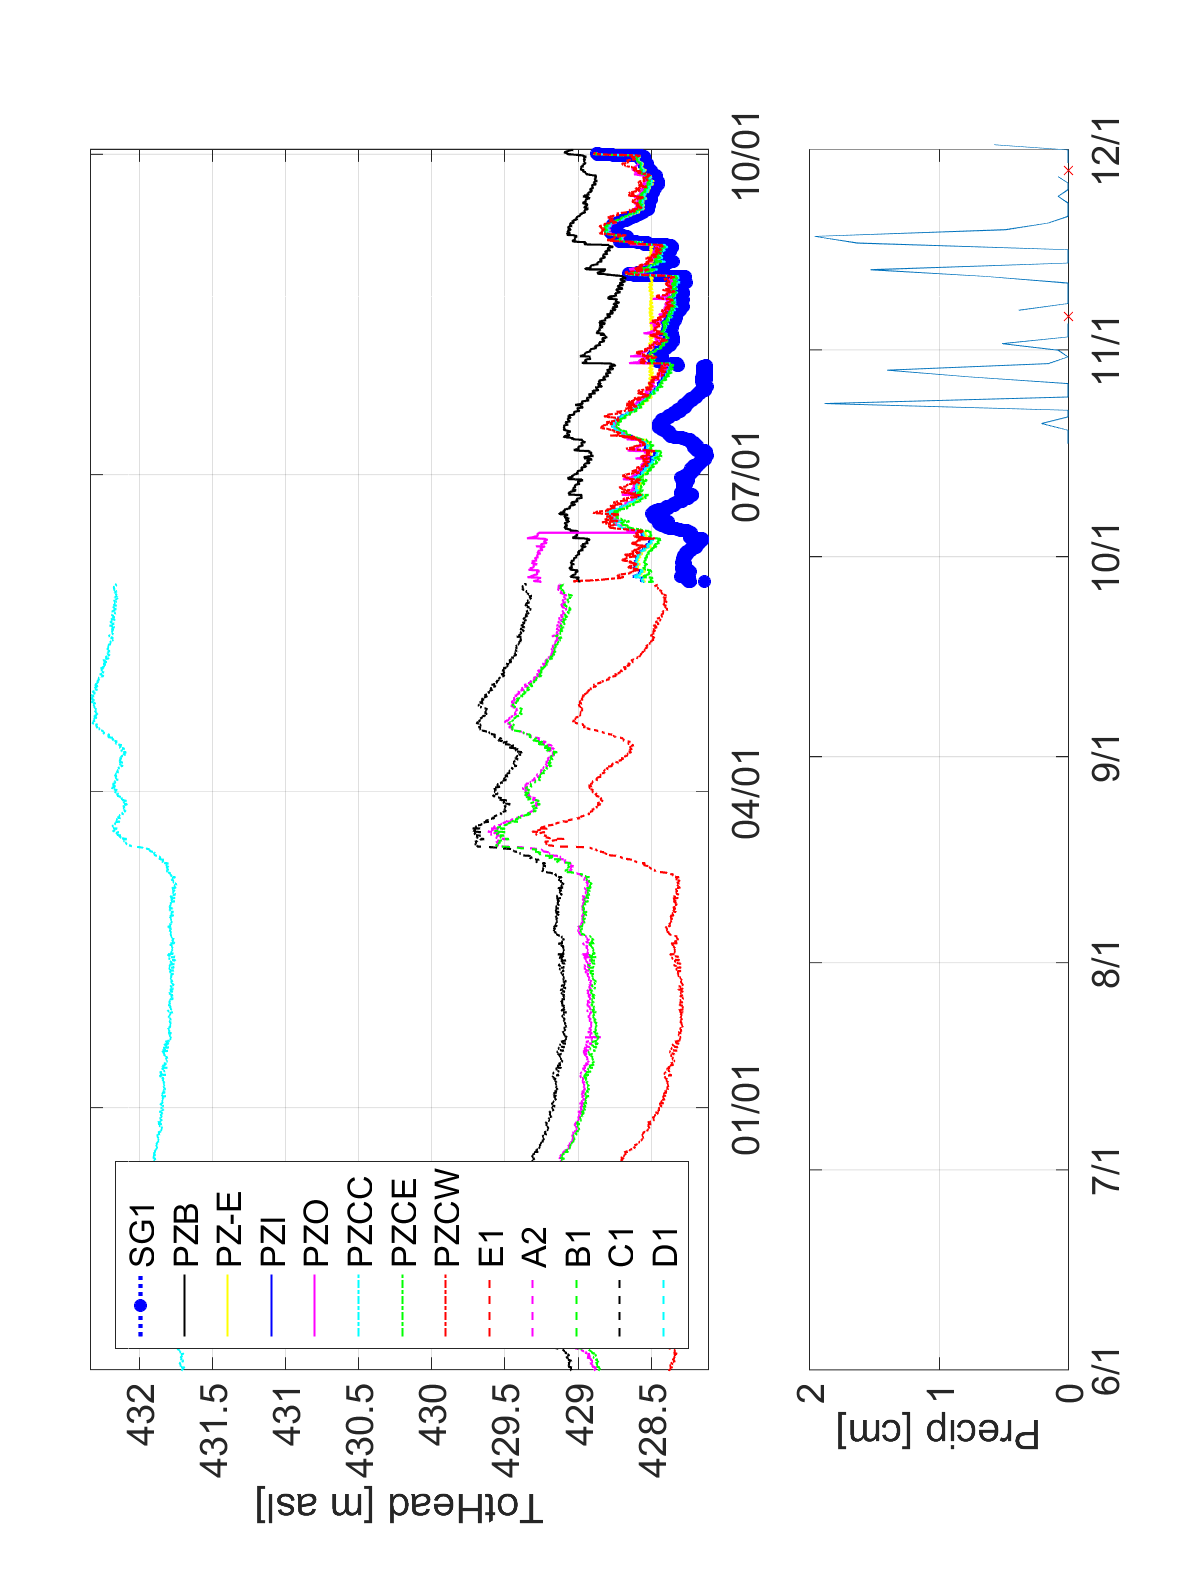 TotHead [m asl]
432
431.5
431
430.5
430
429.5
429
428.5
01/01
04/01
07/01
10/01
SG1
PZB
PZ-E
PZI
PZO
PZCC
PZCE
PZCW
E1
A2
B1
C1
D1
Precip [cm]
2
1
0
6/1
7/1
8/1
9/1
10/1
11/1
12/1